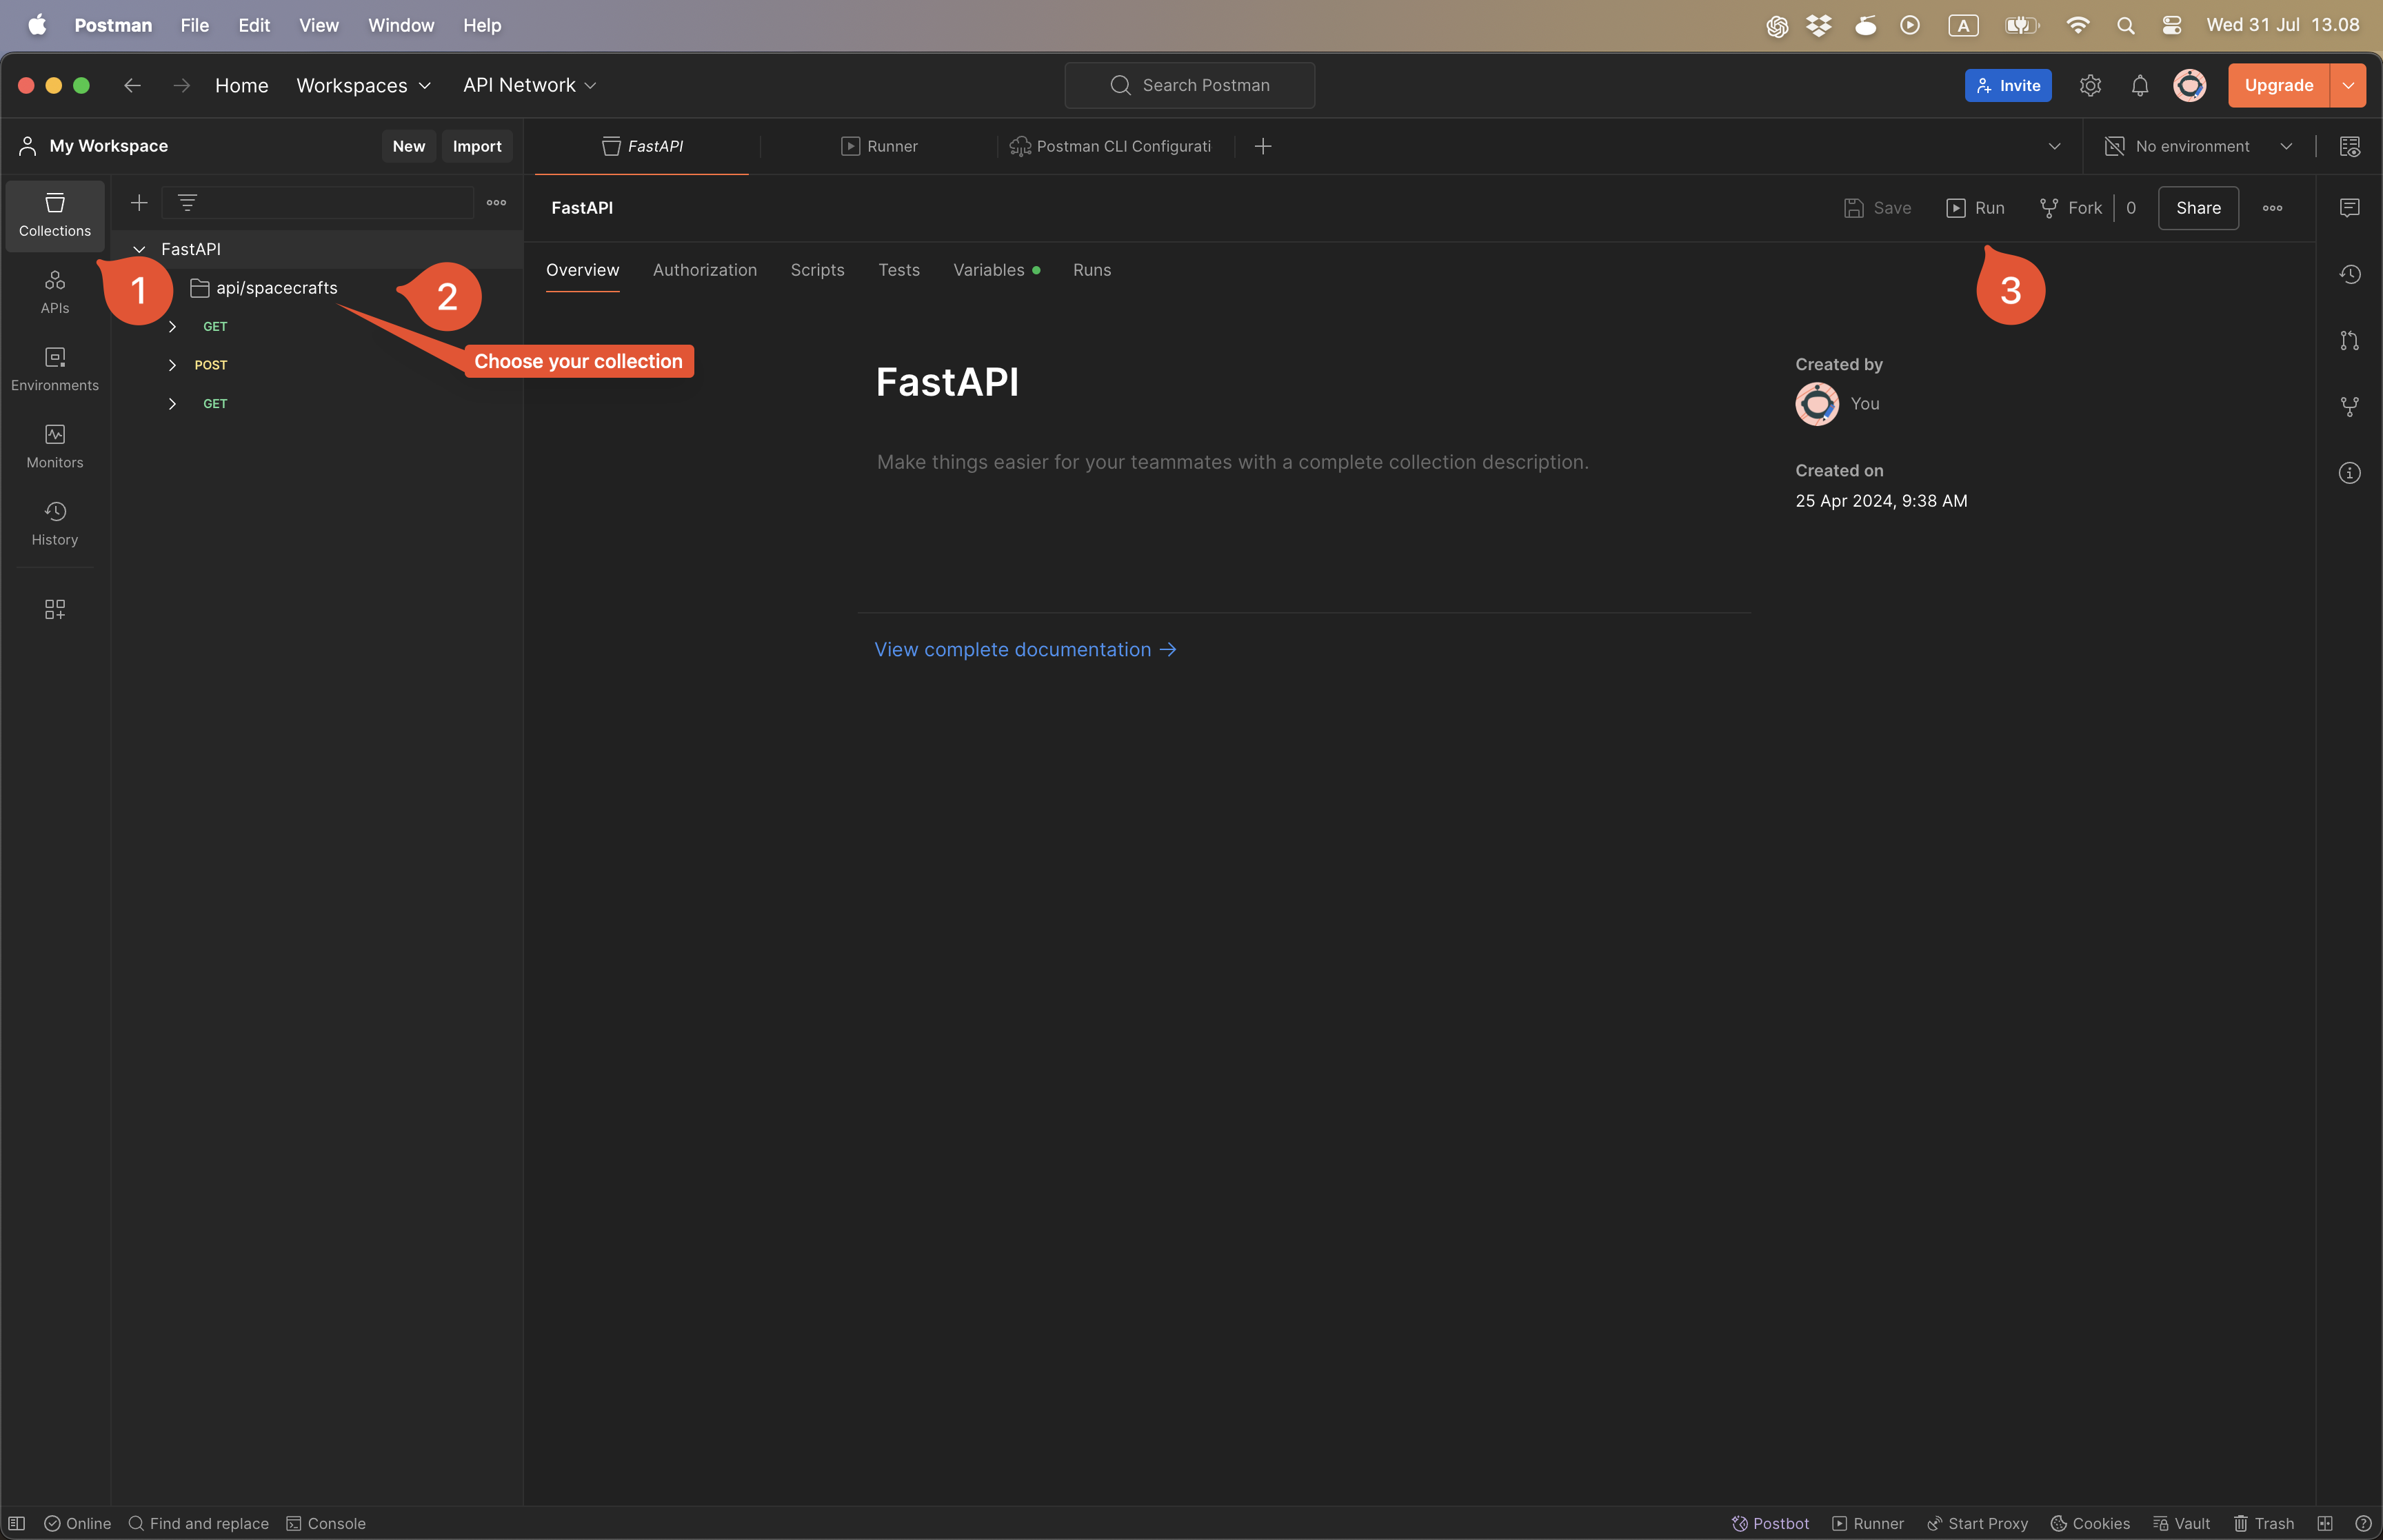 Postman File Edit View Window Help A Wed 31 Jul 13.08
Home Workspaces API Network Search Postman Invite Upgrade
My Workspace New Import FastAPI Runner Postman CLI Configurati No environment
Collections
FastAPI Save Run Fork 0 Share
FastAPI
Overview Authorization Scripts Tests Variables Runs
1
api/spacecrafts
2
3
APIs
GET
Choose your collection
POST
Environments
GET
FastAPI
Created by
You
Monitors
Make things easier for your teammates with a complete collection description.
Created on
25 Apr 2024, 9:38 AM
History
View complete documentation →
Online Find and replace Console Postbot Runner Start Proxy Cookies Vault Trash